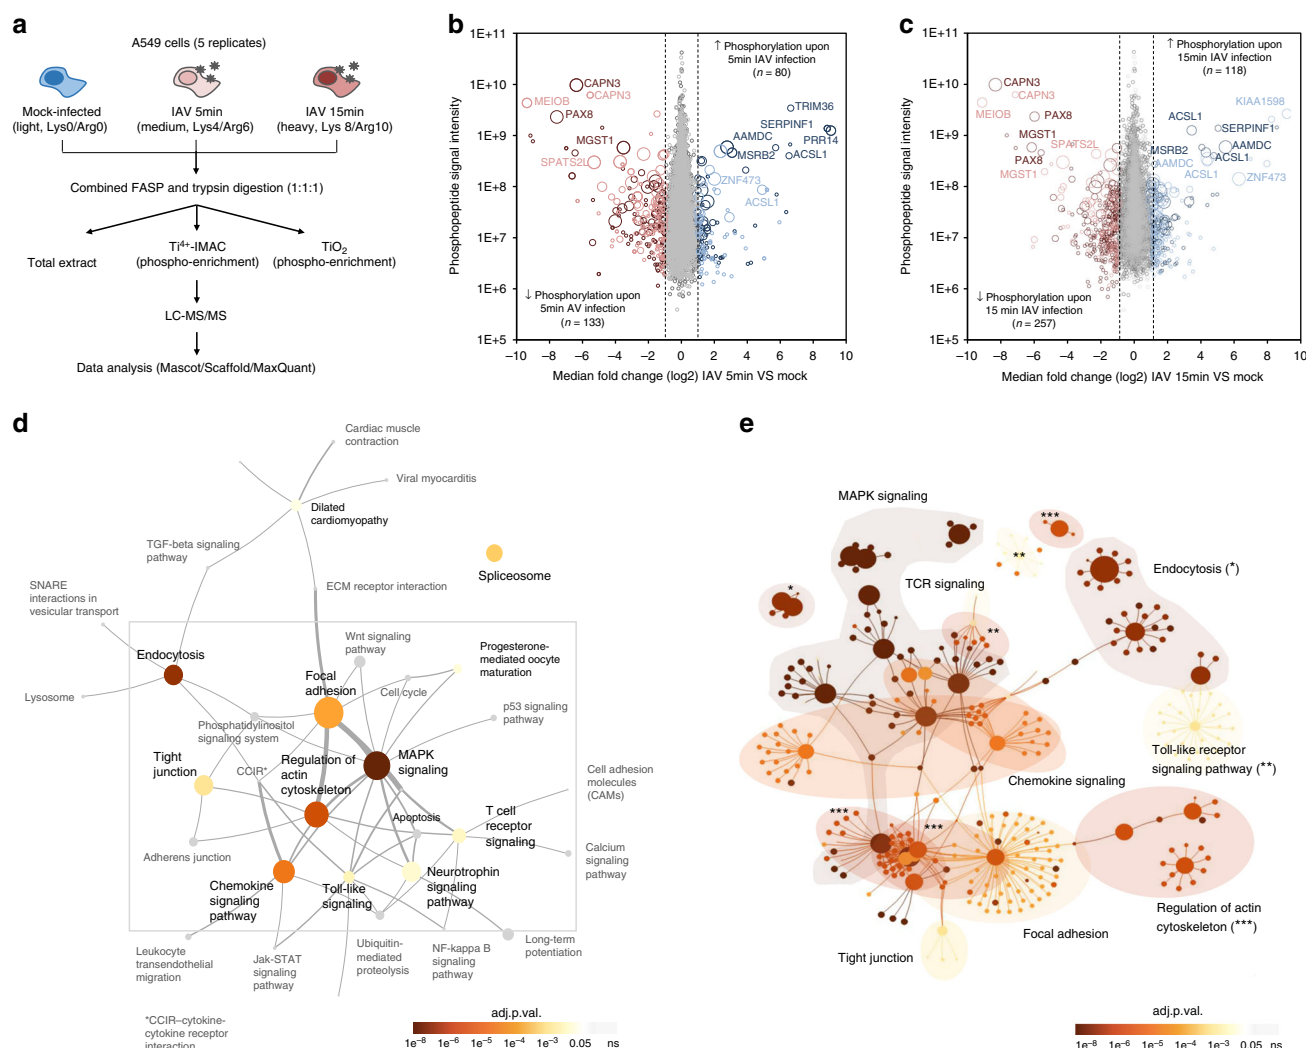 a
A549 cells (5 replicates)
Mock-infected
(light, Lys0/Arg0)
IAV 5min
(medium, Lys4/Arg6)
IAV 15min
(heavy, Lys 8/Arg10)
Combined FASP and trypsin digestion (1:1:1)
Total extract
Ti4+-IMAC
(phospho-enrichment)
TiO2
(phospho-enrichment)
LC-MS/MS
Data analysis (Mascot/Scaffold/MaxQuant)
b
Phosphopeptide signal intensity
1E+11
1E+10
1E+9
1E+8
1E+7
1E+6
1E+5
↑ Phosphorylation upon
5min IAV infection
(n = 80)
CAPN3
CAPN3
MEIOB
PAX8
MGST1
SPATS2L
TRIM36
SERPINF1
AAMDC
PRR14
MSRB2
ACSL1
ZNF473
ACSL1
↓ Phosphorylation upon
5min AV infection
(n = 133)
−10 −8 −6 −4 −2 0 2 4 6 8 10
Median fold change (log2) IAV 5min VS mock
c
Phosphopeptide signal intensity
1E+11
1E+10
1E+9
1E+8
1E+7
1E+6
1E+5
↑ Phosphorylation upon
15min IAV infection
(n = 118)
CAPN3
CAPN3
MEIOB
PAX8
MGST1
SPATS2L
PAX8
MGST1
KIAA1598
ACSL1
SERPINF1
MSRB2
AAMDC
AAMDC
ACSL1
ACSL1
ZNF473
↓ Phosphorylation upon
15 min IAV infection
(n = 257)
−10 −8 −6 −4 −2 0 2 4 6 8 10
Median fold change (log2) IAV 15min VS mock
d
Cardiac muscle
contraction
Viral myocarditis
Dilated
cardiomyopathy
TGF-beta signaling
pathway
Spliceosome
SNARE
interactions in
vesicular transport
ECM receptor interaction
Endocytosis
Wnt signaling
pathway
Progesterone-
mediated oocyte
maturation
Lysosome
Focal
adhesion
Cell cycle
p53 signaling
pathway
Phosphatidylinositol
signaling system
Tight
junction
CCIR*
Regulation of
actin
cytoskeleton
MAPK
signaling
Cell adhesion
molecules
(CAMs)
Apoptosis
T cell
receptor
signaling
Adherens junction
Calcium
signaling
pathway
Chemokine
signaling
pathway
Toll-like
signaling
Neurotrophin
signaling
pathway
Leukocyte
transendothelial
migration
Jak-STAT
signaling
pathway
Ubiquitin-
mediated
proteolysis
NF-kappa B
signaling
pathway
Long-term
potentiation
*CCIR–cytokine-
cytokine receptor
interaction
adj.p.val.
1e−8 1e−6 1e−5 1e−4 1e−3 0.05 ns
e
MAPK signaling
***
**
Endocytosis (*)
TCR signaling
*
**
Toll-like receptor
signaling pathway (**)
Chemokine signaling
***
***
Regulation of actin
cytoskeleton (***)
Focal adhesion
Tight junction
adj.p.val.
1e−8 1e−6 1e−5 1e−4 1e−3 0.05 ns